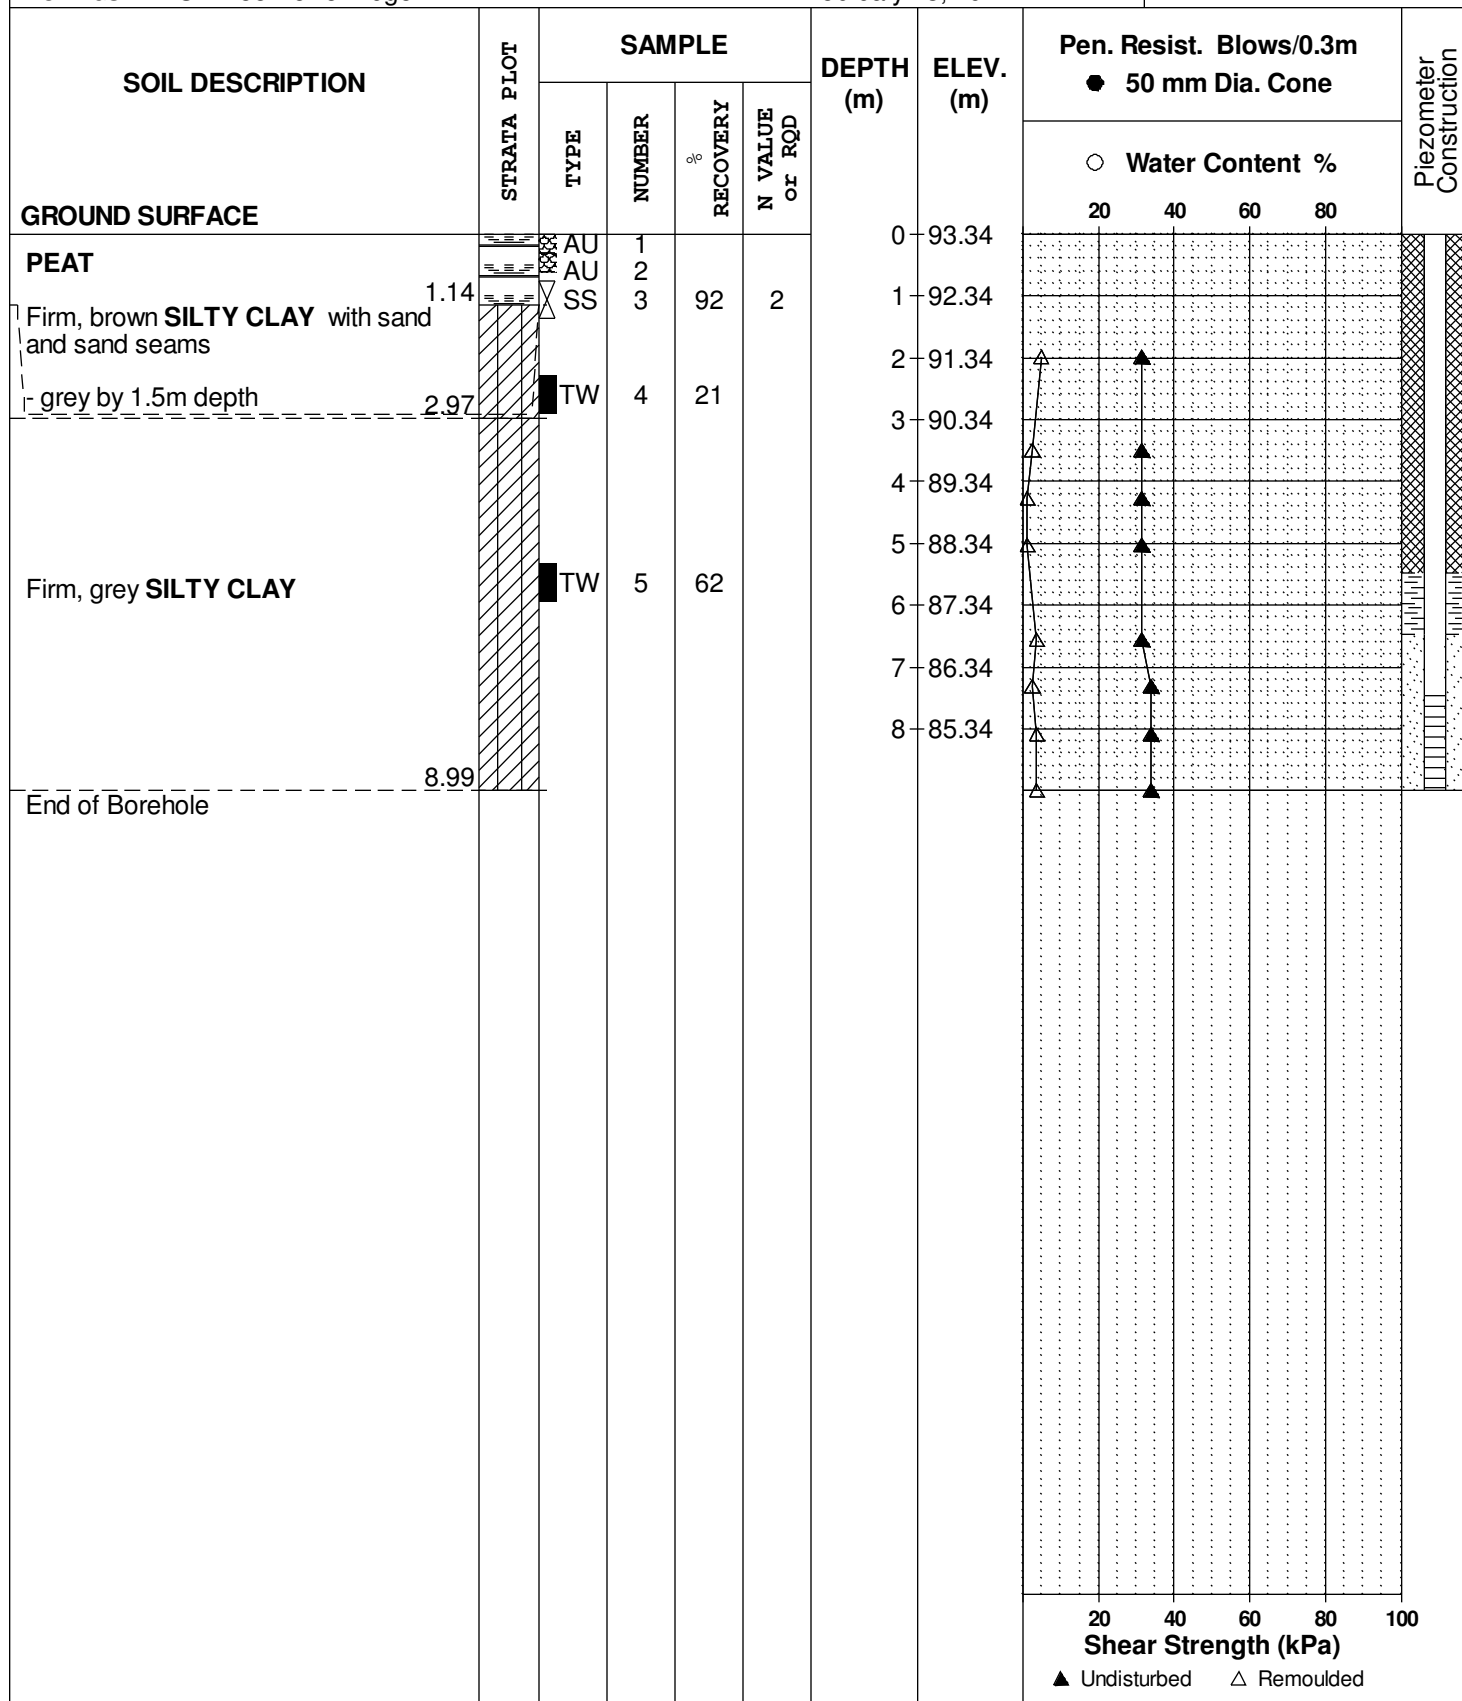 SOIL DESCRIPTION
GROUND SURFACE
STRATA PLOT
SAMPLE
TYPE
NUMBER
% RECOVERY
N VALUE or RQD
DEPTH (m)
ELEV. (m)
Pen. Resist. Blows/0.3m
● 50 mm Dia. Cone
○ Water Content %
20 40 60 80
Piezometer Construction
PEAT
1.14
Firm, brown SILTY CLAY with sand
and sand seams
- grey by 1.5m depth
2.97
Firm, grey SILTY CLAY
8.99
End of Borehole
AU 1
AU 2
SS 3 92 2
TW 4 21
TW 5 62
0 93.34
1 92.34
2 91.34
3 90.34
4 89.34
5 88.34
6 87.34
7 86.34
8 85.34
20 40 60 80 100
Shear Strength (kPa)
▲ Undisturbed △ Remoulded